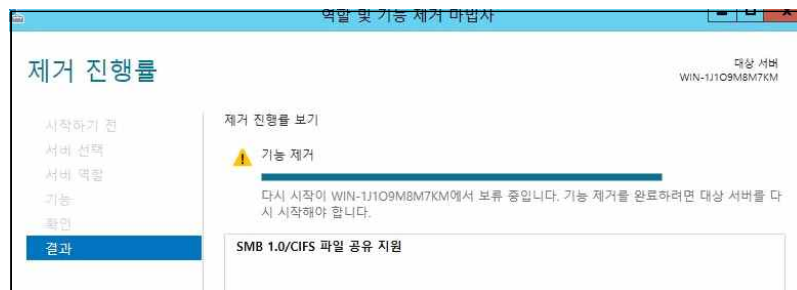 역할 및 기능 제거 마법사
제거 진행률
대상 서버
WIN-1J1O9M8M7KM
시작하기 전
서버 선택
서버 역할
기능
확인
결과
제거 진행률 보기
기능 제거
다시 시작이 WIN-1J1O9M8M7KM에서 보류 중입니다. 기능 제거를 완료하려면 대상 서버를 다
시 시작해야 합니다.
SMB 1.0/CIFS 파일 공유 지원